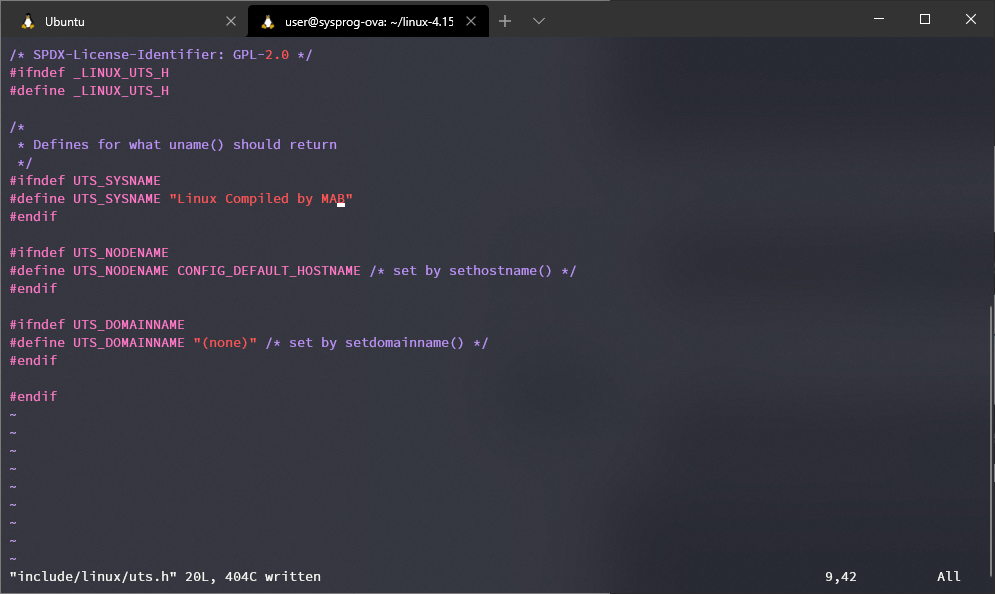 Ubuntu
user@sysprog-ova: ~/linux-4.15
/* SPDX-License-Identifier: GPL-2.0 */
#ifndef _LINUX_UTS_H
#define _LINUX_UTS_H
/*
 * Defines for what uname() should return
 */
#ifndef UTS_SYSNAME
#define UTS_SYSNAME "Linux Compiled by MAB"
#endif
#ifndef UTS_NODENAME
#define UTS_NODENAME CONFIG_DEFAULT_HOSTNAME /* set by sethostname() */
#endif
#ifndef UTS_DOMAINNAME
#define UTS_DOMAINNAME "(none)" /* set by setdomainname() */
#endif
#endif
~
~
~
~
~
~
~
~
~
"include/linux/uts.h" 20L, 404C written 9,42 All